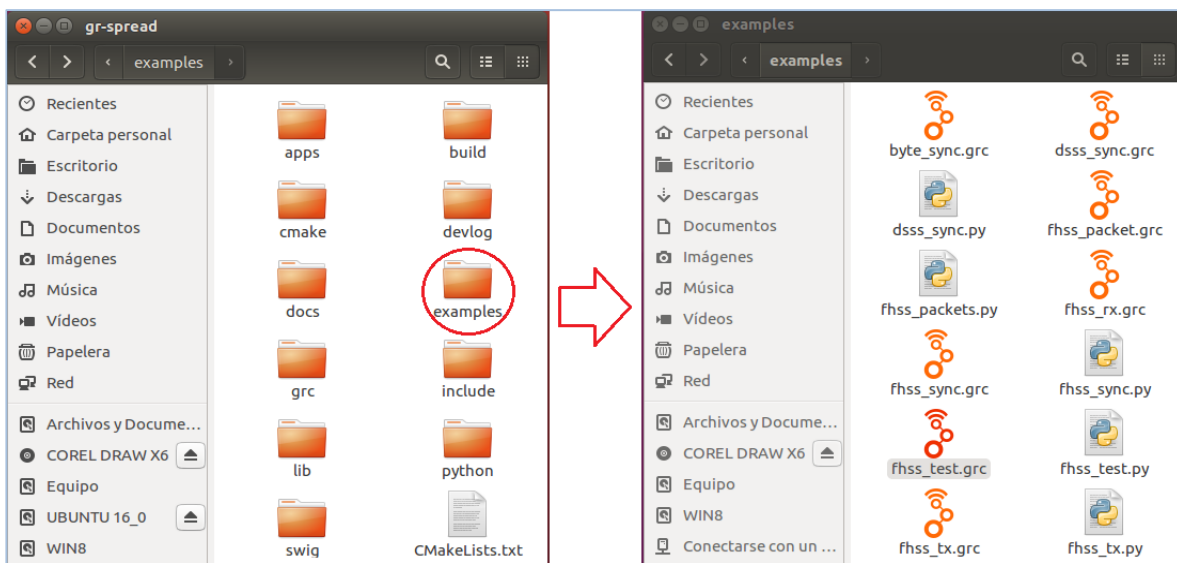 gr-spread
examples
Recientes
Carpeta personal
Escritorio
Descargas
Documentos
Imágenes
Música
Vídeos
Papelera
Red
Archivos y Docume...
COREL DRAW X6
Equipo
UBUNTU 16_0
WIN8
apps
build
cmake
devlog
docs
examples
grc
include
lib
python
swig
CMakeLists.txt
examples
examples
Recientes
Carpeta personal
Escritorio
Descargas
Documentos
Imágenes
Música
Vídeos
Papelera
Red
Archivos y Docume...
COREL DRAW X6
Equipo
WIN8
Conectarse con un ...
byte_sync.grc
dsss_sync.grc
dsss_sync.py
fhss_packet.grc
fhss_packets.py
fhss_rx.grc
fhss_sync.grc
fhss_sync.py
fhss_test.grc
fhss_test.py
fhss_tx.grc
fhss_tx.py